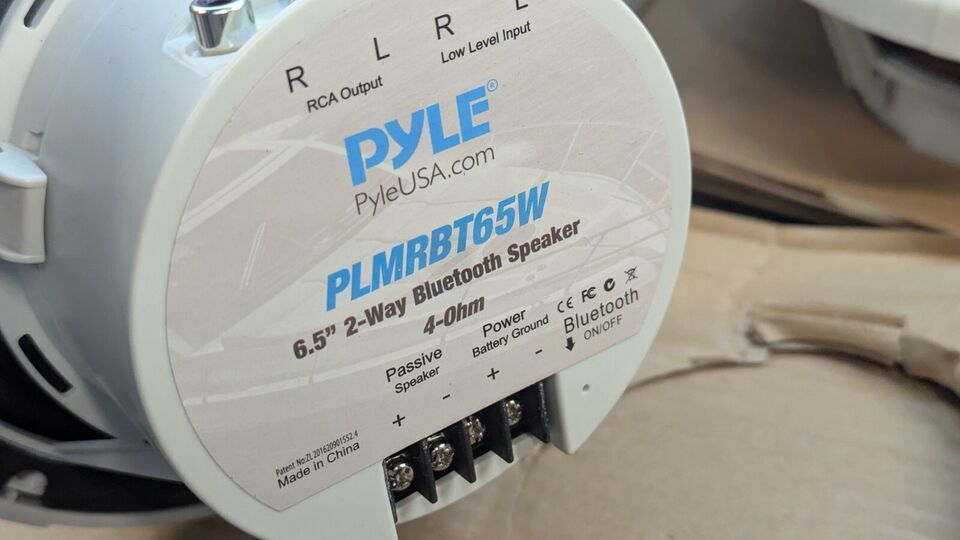 R L R L
RCA Output
Low Level Input
PYLE®
PyleUSA.com
PLMRBT65W
6.5” 2-Way Bluetooth Speaker
4-Ohm
Passive
Speaker
+ -
Power
Battery Ground
+ -
CE FC
Bluetooth
ON/OFF
Patent No:ZL 201620901552.4
Made in China